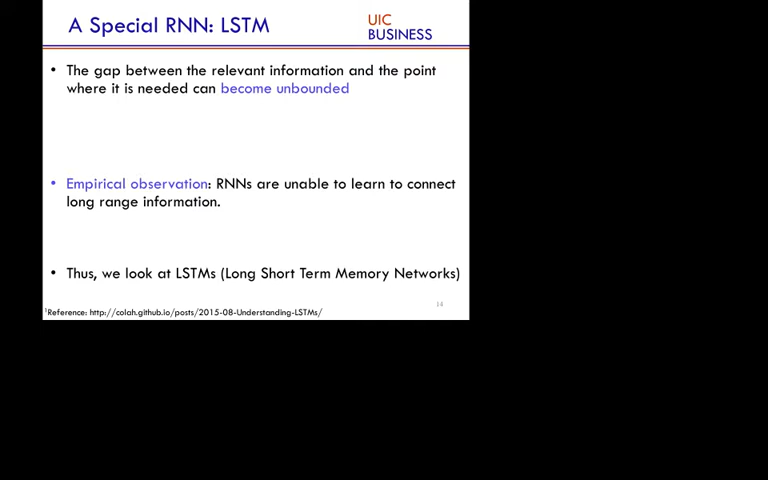 A Special RNN: LSTM
UIC
BUSINESS
• The gap between the relevant information and the point
where it is needed can become unbounded
• Empirical observation: RNNs are unable to learn to connect
long range information.
• Thus, we look at LSTMs (Long Short Term Memory Networks)
14
¹Reference: http://colah.github.io/posts/2015-08-Understanding-LSTMs/